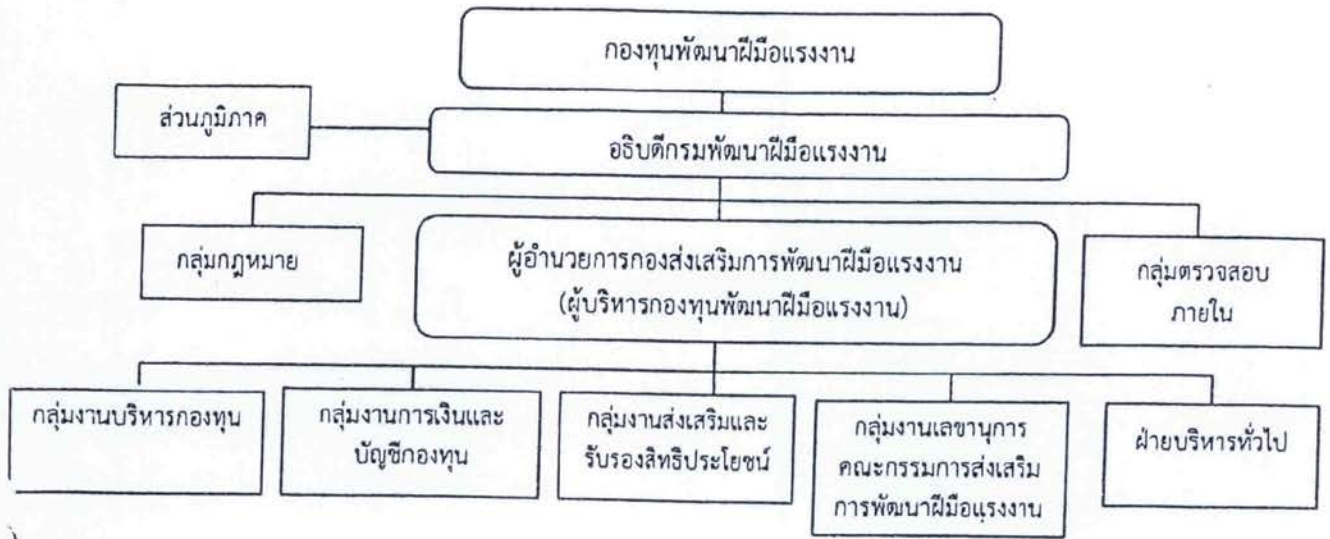 กองทุนพัฒนาฝีมือแรงงาน
ส่วนภูมิภาค
อธิบดีกรมพัฒนาฝีมือแรงงาน
กลุ่มกฎหมาย
ผู้อำนวยการกองส่งเสริมการพัฒนาฝีมือแรงงาน
(ผู้บริหารกองทุนพัฒนาฝีมือแรงงาน)
กลุ่มตรวจสอบ
ภายใน
กลุ่มงานบริหารกองทุน
กลุ่มงานการเงินและ
บัญชีกองทุน
กลุ่มงานส่งเสริมและ
รับรองสิทธิประโยชน์
กลุ่มงานเลขานุการ
คณะกรรมการส่งเสริม
การพัฒนาฝีมือแรงงาน
ฝ่ายบริหารทั่วไป